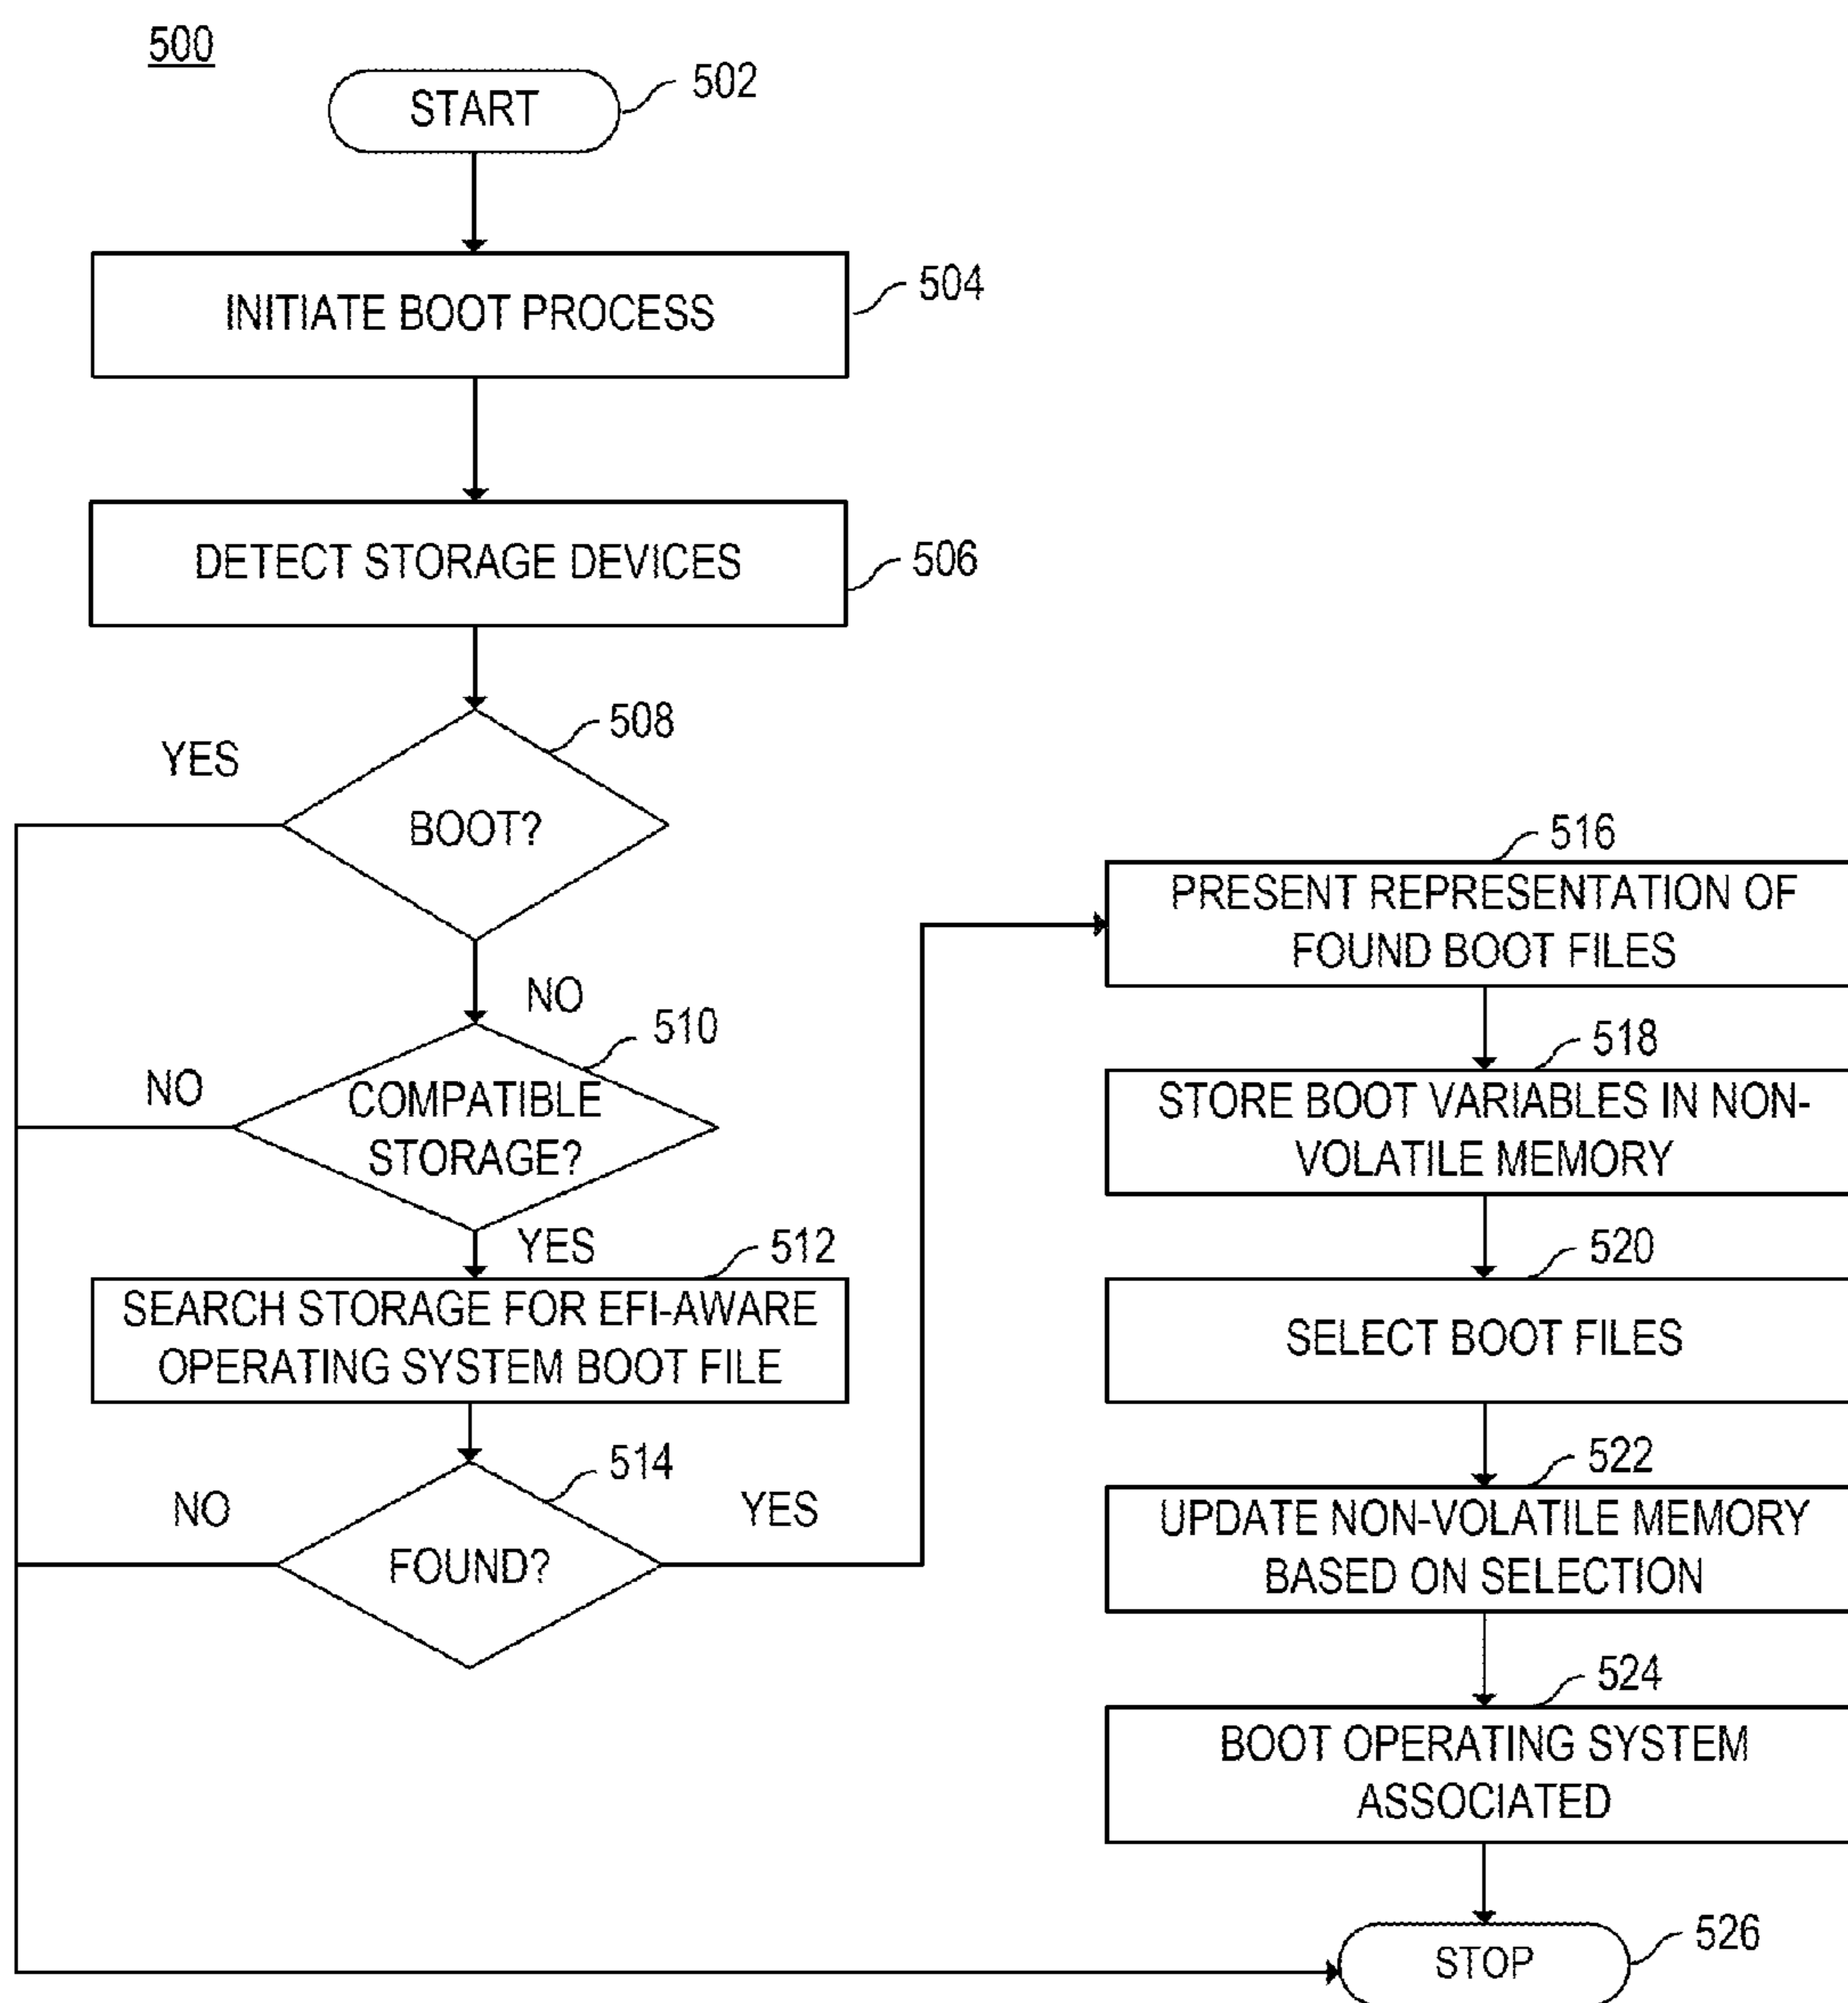 500
START
502
INITIATE BOOT PROCESS
504
DETECT STORAGE DEVICES
506
508
YES
BOOT?
NO
510
NO
COMPATIBLE
STORAGE?
YES
512
SEARCH STORAGE FOR EFI-AWARE
OPERATING SYSTEM BOOT FILE
514
NO
YES
FOUND?
516
PRESENT REPRESENTATION OF
FOUND BOOT FILES
518
STORE BOOT VARIABLES IN NON-
VOLATILE MEMORY
520
SELECT BOOT FILES
522
UPDATE NON-VOLATILE MEMORY
BASED ON SELECTION
524
BOOT OPERATING SYSTEM
ASSOCIATED
STOP
526